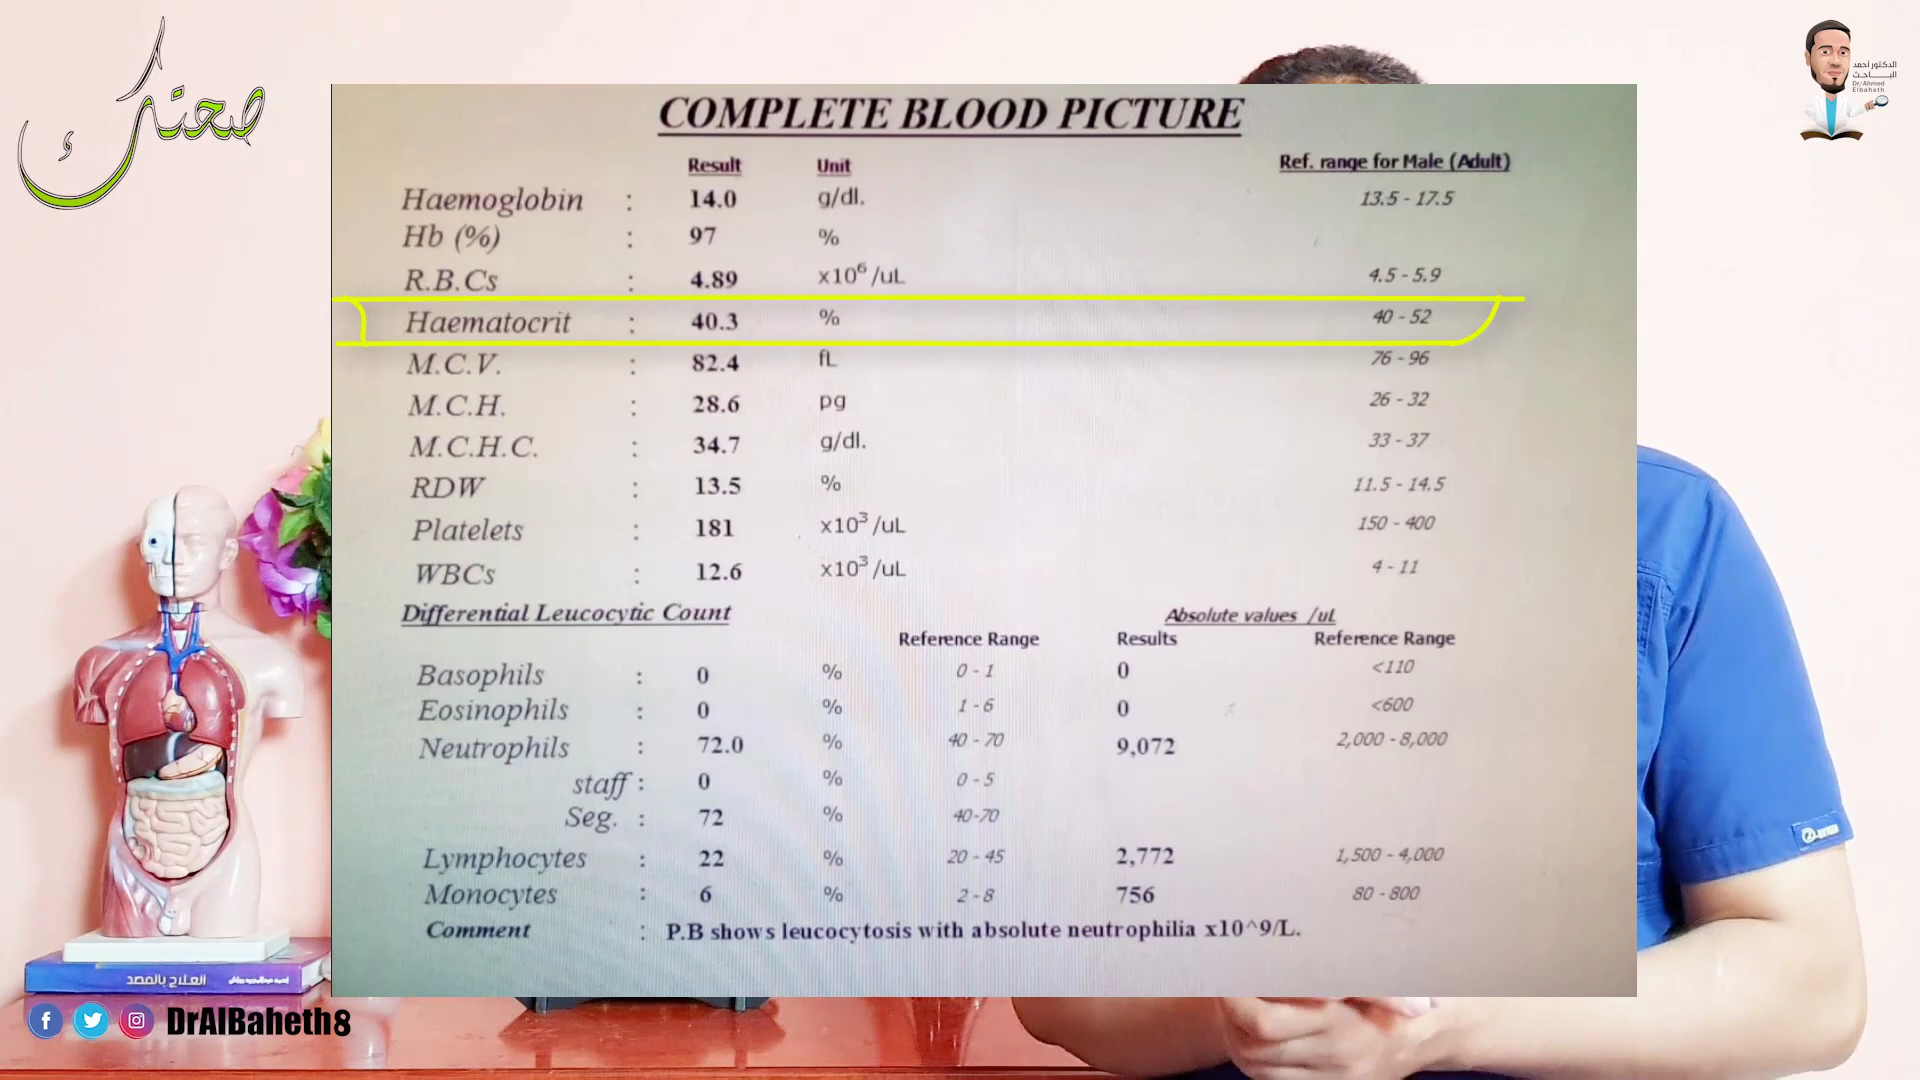 صحتك
الدكتور أحمد
الباحث
Dr/Ahmed
Elbaheth
COMPLETE BLOOD PICTURE
Result Unit Ref. range for Male (Adult)
Haemoglobin : 14.0 g/dl. 13.5 - 17.5
Hb (%) : 97 %
R.B.Cs : 4.89 x10⁶/uL 4.5 - 5.9
Haematocrit : 40.3 % 40 - 52
M.C.V. : 82.4 fL 76 - 96
M.C.H. : 28.6 pg 26 - 32
M.C.H.C. : 34.7 g/dl. 33 - 37
RDW : 13.5 % 11.5 - 14.5
Platelets : 181 x10³/uL 150 - 400
WBCs : 12.6 x10³/uL 4 - 11
Differential Leucocytic Count Absolute values /uL
Reference Range Results Reference Range
Basophils : 0 % 0 - 1 0 <110
Eosinophils : 0 % 1 - 6 0 <600
Neutrophils : 72.0 % 40 - 70 9,072 2,000 - 8,000
staff : 0 % 0 - 5
Seg. : 72 % 40-70
Lymphocytes : 22 % 20 - 45 2,772 1,500 - 4,000
Monocytes : 6 % 2 - 8 756 80 - 800
Comment : P.B shows leucocytosis with absolute neutrophilia x10^9/L.
العلاج بالفصد
DrAlBaheth8